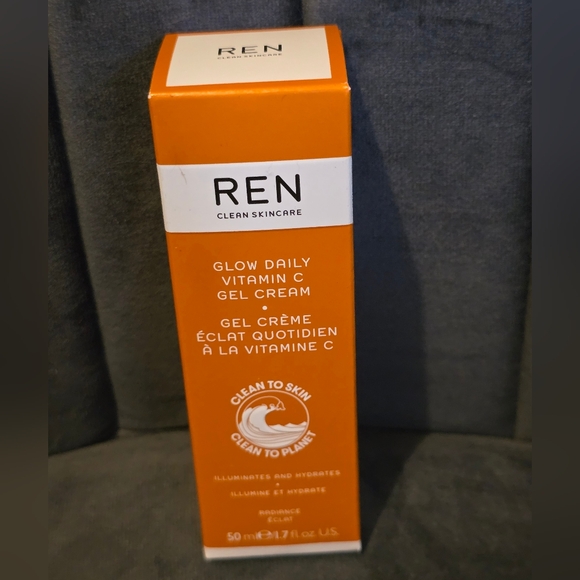 REN
CLEAN SKINCARE
REN
CLEAN SKINCARE
GLOW DAILY
VITAMIN C
GEL CREAM
•
GEL CRÈME
ÉCLAT QUOTIDIEN
À LA VITAMINE C
CLEAN TO SKIN
CLEAN TO PLANET
ILLUMINATES AND HYDRATES
•
ILLUMINE ET HYDRATE
RADIANCE
ÉCLAT
50 ml ℮ 1.7 fl.oz. U.S.